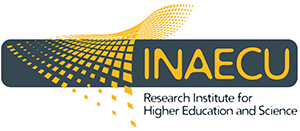 INAECU
Research Institute for
Higher Education and Science